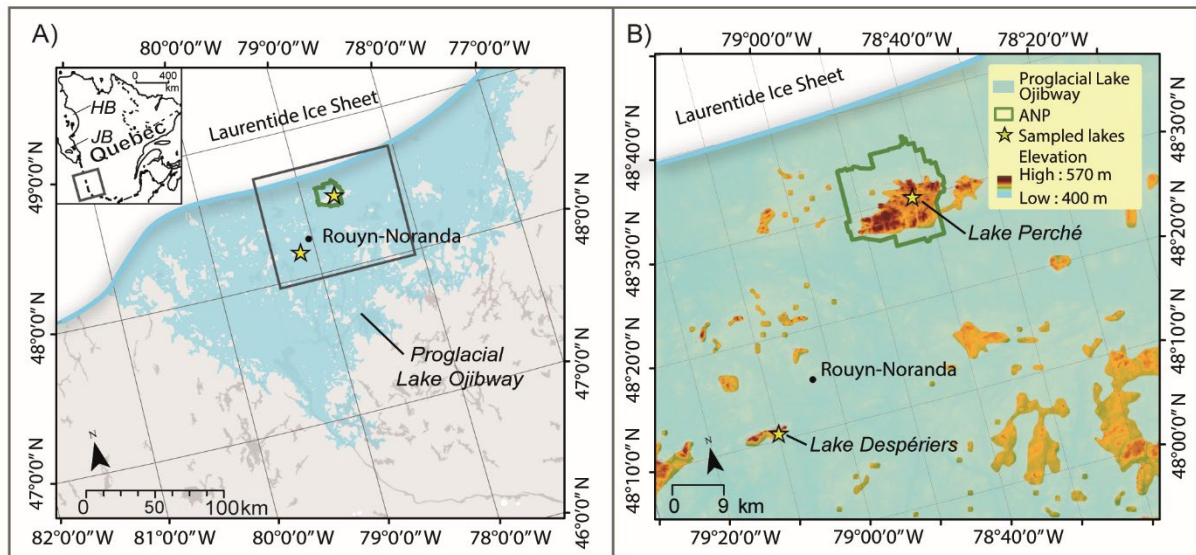 A)
80°0′0″W
79°0′0″W
78°0′0″W
77°0′0″W
0 400
km
HB
JB
Quebec
Laurentide Ice Sheet
49°0′0″N
48°0′0″N
47°0′0″N
48°0′0″N
47°0′0″N
46°0′0″N
Rouyn-Noranda
Proglacial
Lake Ojibway
N
0 50 100 km
82°0′0″W
81°0′0″W
80°0′0″W
79°0′0″W
78°0′0″W
B)
79°00′0″W
78°40′0″W
78°20′0″W
Laurentide Ice Sheet
Proglacial Lake
Ojibway
ANP
Sampled lakes
Elevation
High : 570 m
Low : 400 m
48°40′0″N
48°30′0″N
48°20′0″N
48°10′0″N
48°30′0″N
48°20′0″N
48°10′0″N
48°00′0″N
Lake Perché
Rouyn-Noranda
Lake Despériers
N
0 9
km
79°20′0″W
79°00′0″W
78°40′0″W